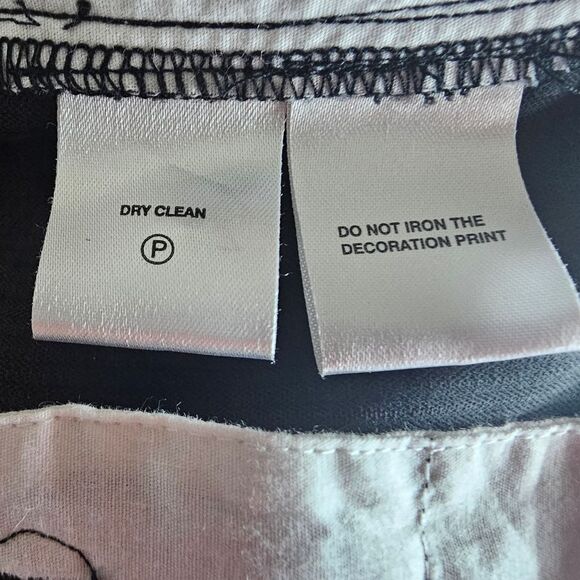 DRY CLEAN
P
DO NOT IRON THE
DECORATION PRINT